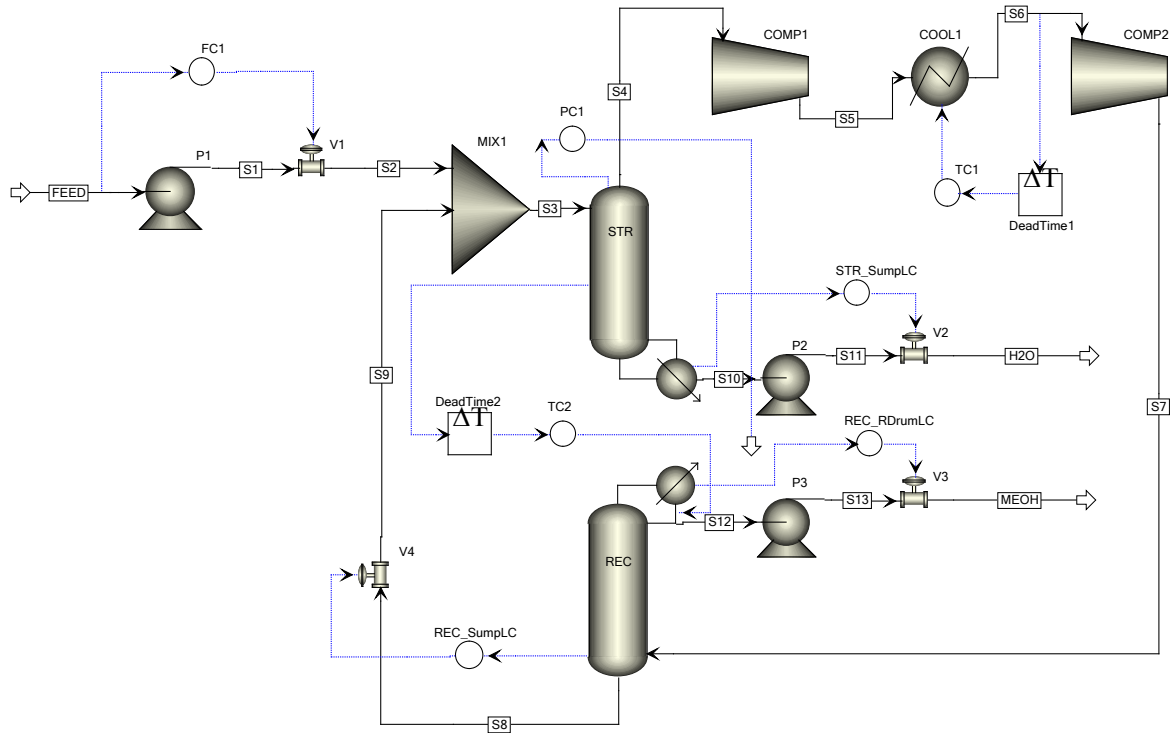 S6
COMP1
COOL1
COMP2
FC1
S4
PC1
S5
P1
S1
V1
S2
MIX1
FEED
S3
TC1
ΔT
DeadTime1
STR
STR_SumpLC
V2
P2
S11
H2O
S9
S10
DeadTime2
ΔT
TC2
S7
REC_RDrumLC
V3
P3
S13
MEOH
S12
V4
REC
REC_SumpLC
S8